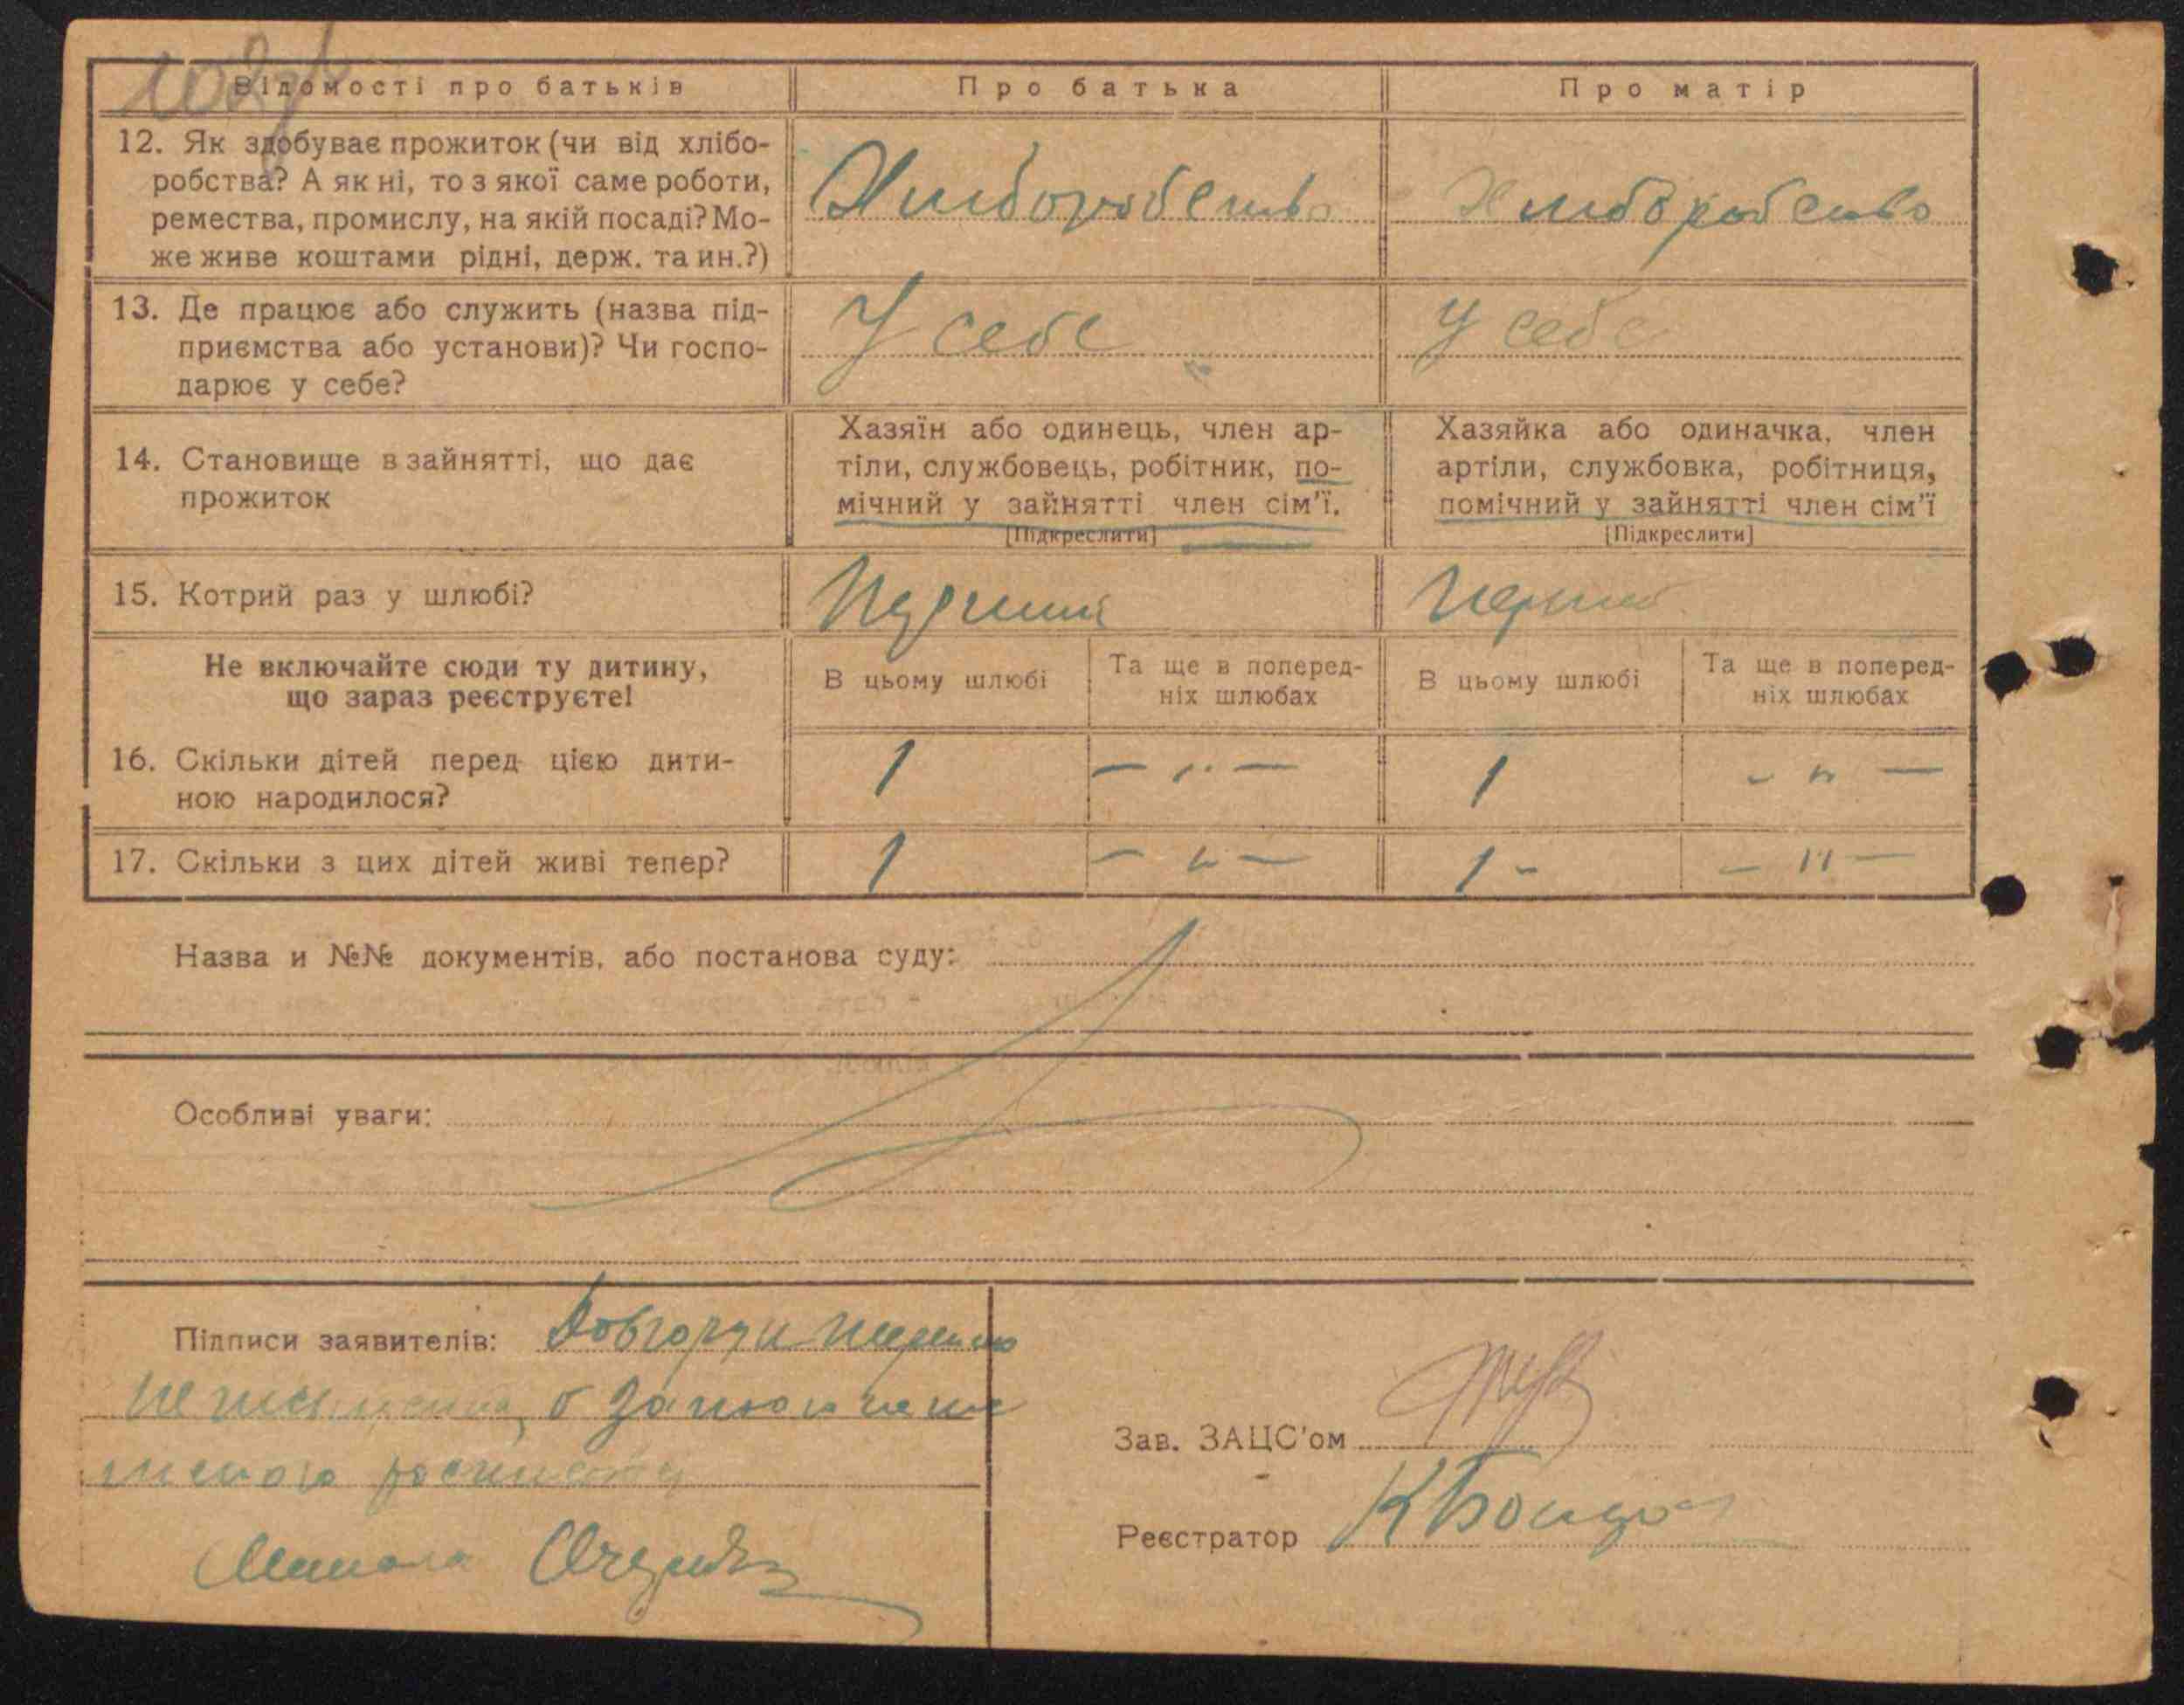 Відомості про батьків Про батька Про матір
12. Як здобуває прожиток (чи від хлібо-
робства? А як ні, то з якої саме роботи,
ремества, промислу, на якій посаді? Мо-
же живе коштами рідні, держ. та ин.?)
Хлиборобство Хлиборобство
13. Де працює або служить (назва під-
приємства або установи)? Чи госпо-
дарює у себе?
У себе У себе
14. Становище в зайнятті, що дає
прожиток
Хазяїн або одинець, член ар-
тіли, службовець, робітник, по-
мічний у зайнятті член сім'ї.
[Підкреслити]
Хазяйка або одиначка, член
артіли, службовка, робітниця,
помічний у зайнятті член сім'ї
[Підкреслити]
15. Котрий раз у шлюбі?
Не включайте сюди ту дитину,
що зараз реєструєте!
В цьому шлюбі Та ще в поперед-
ніх шлюбах В цьому шлюбі Та ще в поперед-
ніх шлюбах
16. Скільки дітей перед цією дити-
ною народилося?
1 — " — 1 - " —
17. Скільки з цих дітей живі тепер? 1 — " — 1 - — " —
Назва и №№ документів, або постанова суду:
Особливі уваги:
Підписи заявителів:
Зав. ЗАЦС'ом
Реєстратор